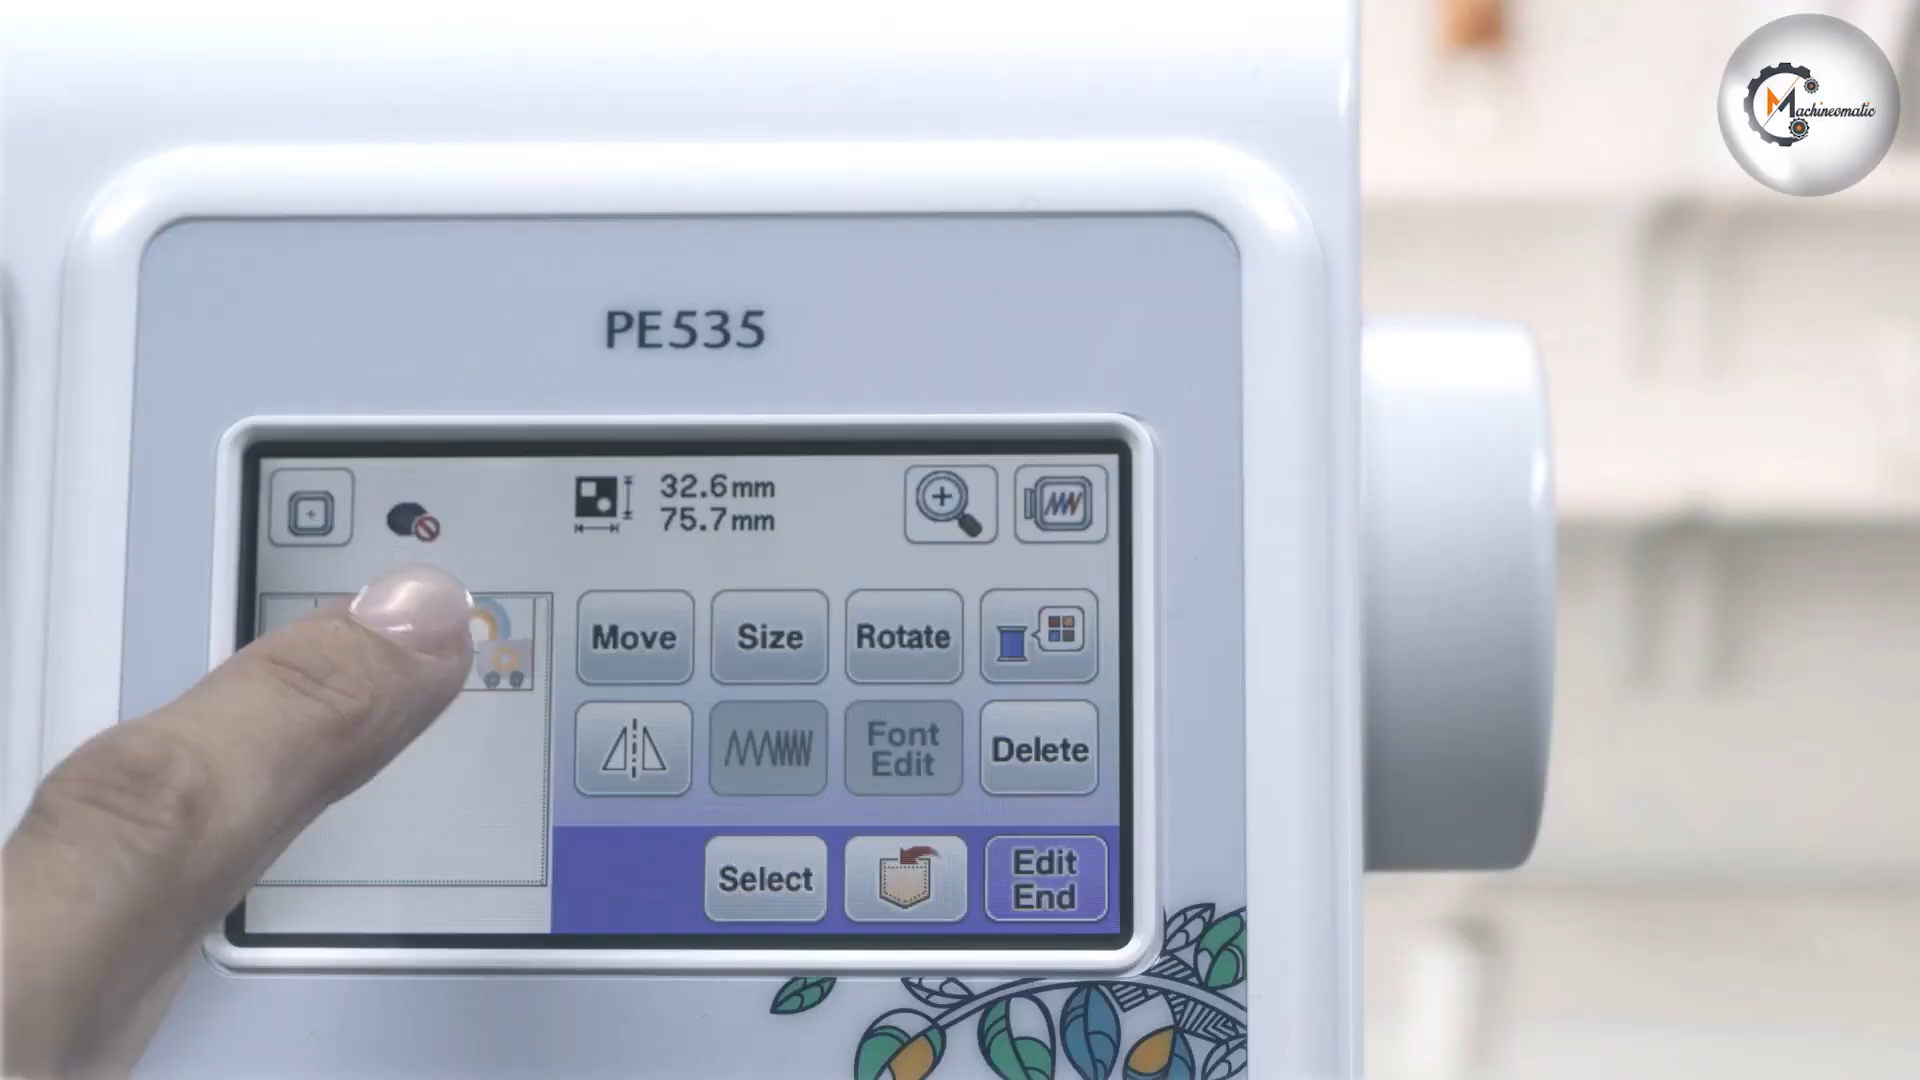 Machineomatic
PE535
32.6mm
75.7mm
Move
Size
Rotate
Font
Edit
Delete
Select
Edit
End